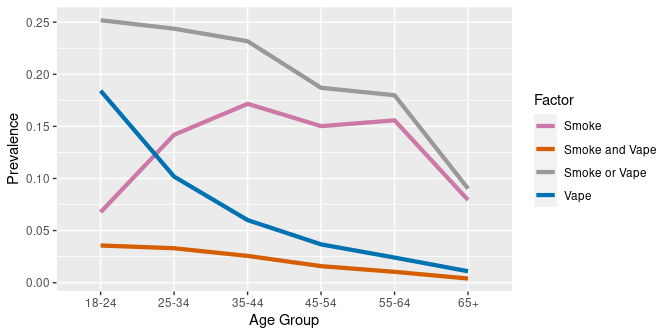 0.25
0.20
0.15
0.10
0.05
0.00
Prevalence
18-24 25-34 35-44 45-54 55-64 65+
Age Group
Factor
Smoke
Smoke and Vape
Smoke or Vape
Vape